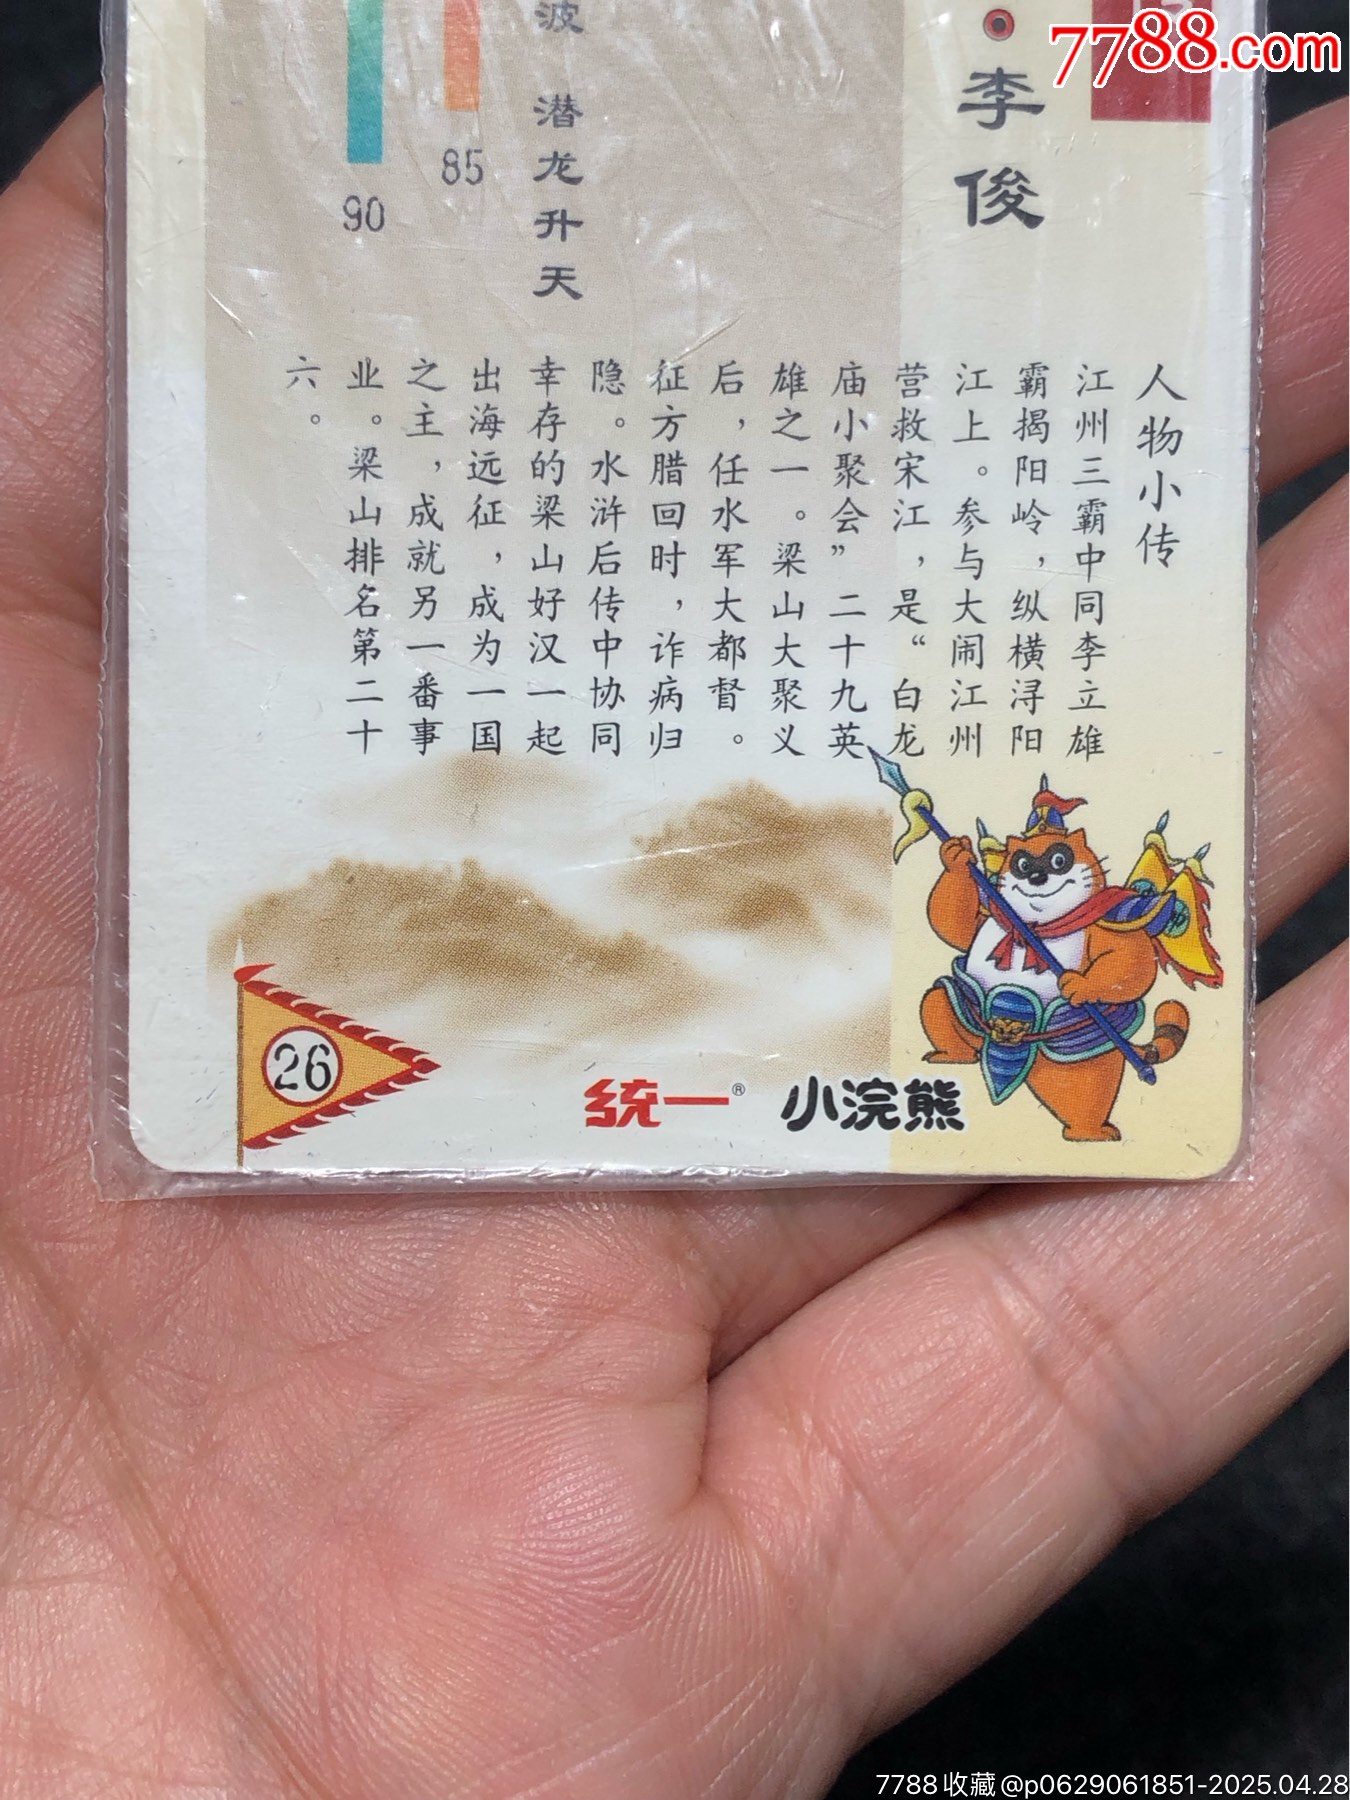 7788.com
李俊
波 潜龙升天
85
90
人物小传
江州三霸中同李立雄
霸揭阳岭，纵横浔阳
江上。参与大闹江州
营救宋江，是“白龙
庙小聚会”二十九英
雄之一。梁山大聚义
后，任水军大都督。
征方腊回时，诈病归
隐。水浒后传中协同
幸存的梁山好汉一起
出海远征，成为一国
之主，成就另一番事
业。梁山排名第二十
六。
26
统一® 小浣熊
7788收藏@p0629061851-2025.04.28